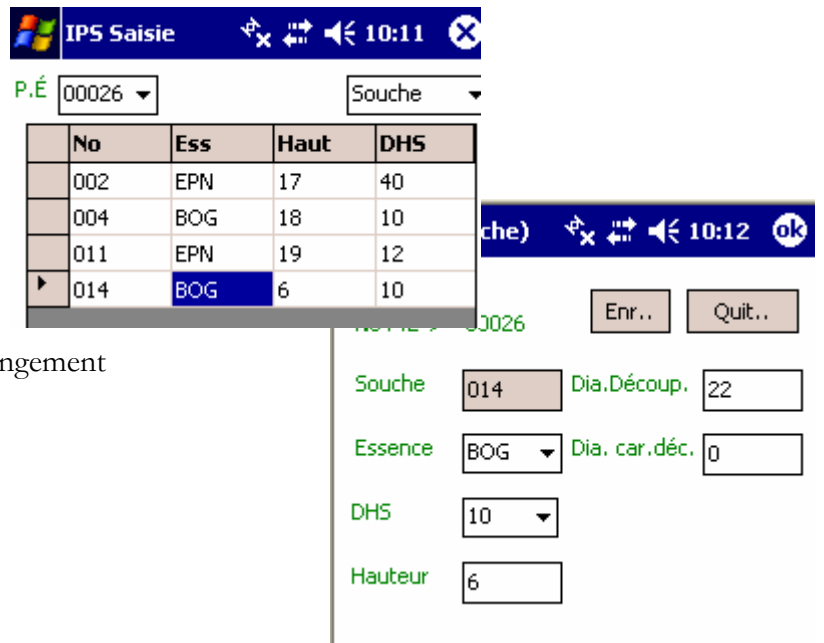 IPS Saisie 10:11
P.É 00026 Souche
No Ess Haut DHS
002 EPN 17 40
004 BOG 18 10
011 EPN 19 12
014 BOG 6 10
ngement
che) 10:12 ok
00026 Enr.. Quit..
Souche 014 Dia.Découp. 22
Essence BOG Dia. car.déc. 0
DHS 10
Hauteur 6